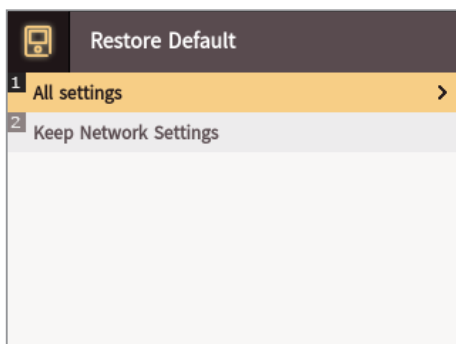 Restore Default
1
All settings
2
Keep Network Settings